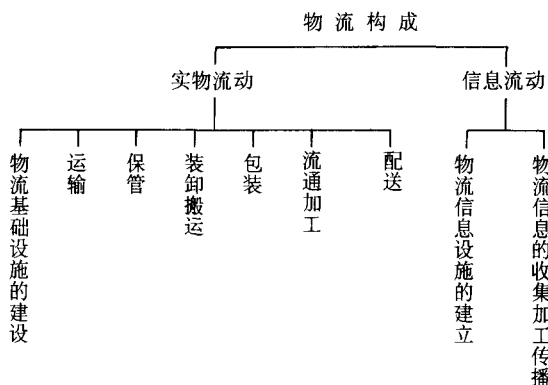 物流构成
实物流动
信息流动
物流基础设施的建设
运输
保管
装卸搬运
包装
流通加工
配送
物流信息设施的建立
物流信息的收集加工传播